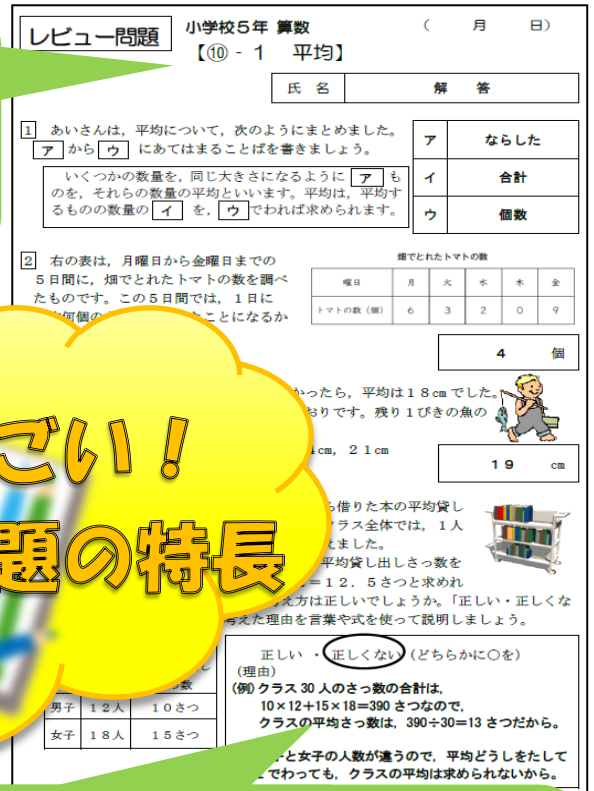 レビュー問題
小学校5年 算数
( 月 日)
【⑩‐1 平均】
氏 名
解 答
1 あいさんは，平均について，次のようにまとめました。
ア から ウ にあてはまることばを書きましょう。
いくつかの数量を，同じ大きさになるように ア も
のを，それらの数量の平均といいます。平均は，平均す
るものの数量の イ を，ウ でわれば求められます。
ア ならした
イ 合計
ウ 個数
2 右の表は，月曜日から金曜日までの
5日間に，畑でとれたトマトの数を調べ
たものです。この5日間では，1日に
何個の
たことになるか
畑でとれたトマトの数
曜日 月 火 水 木 金
トマトの数（個） 6 3 2 0 9
4 個
かったら，平均は18cmでした。
おりです。残り1ぴきの魚の
cm，21cm
19 cm
ごい！
題の特長
借りた本の平均貸し
ラス全体では，1人
えました。
平均貸し出しさっ数を
＝12．5さつと求めれ
え方は正しいでしょうか。「正しい・正しくな
考えた理由を言葉や式を使って説明しましょう。
数
男子 12人 10さつ
女子 18人 15さつ
正しい ・ 正しくない（どちらかに○を）
(理由)
(例)クラス30人のさっ数の合計は，
10×12＋15×18＝390さつなので，
クラスの平均さっ数は，390÷30＝13さつだから。
子と女子の人数が違うので，平均どうしをたして
でわっても，クラスの平均は求められないから。